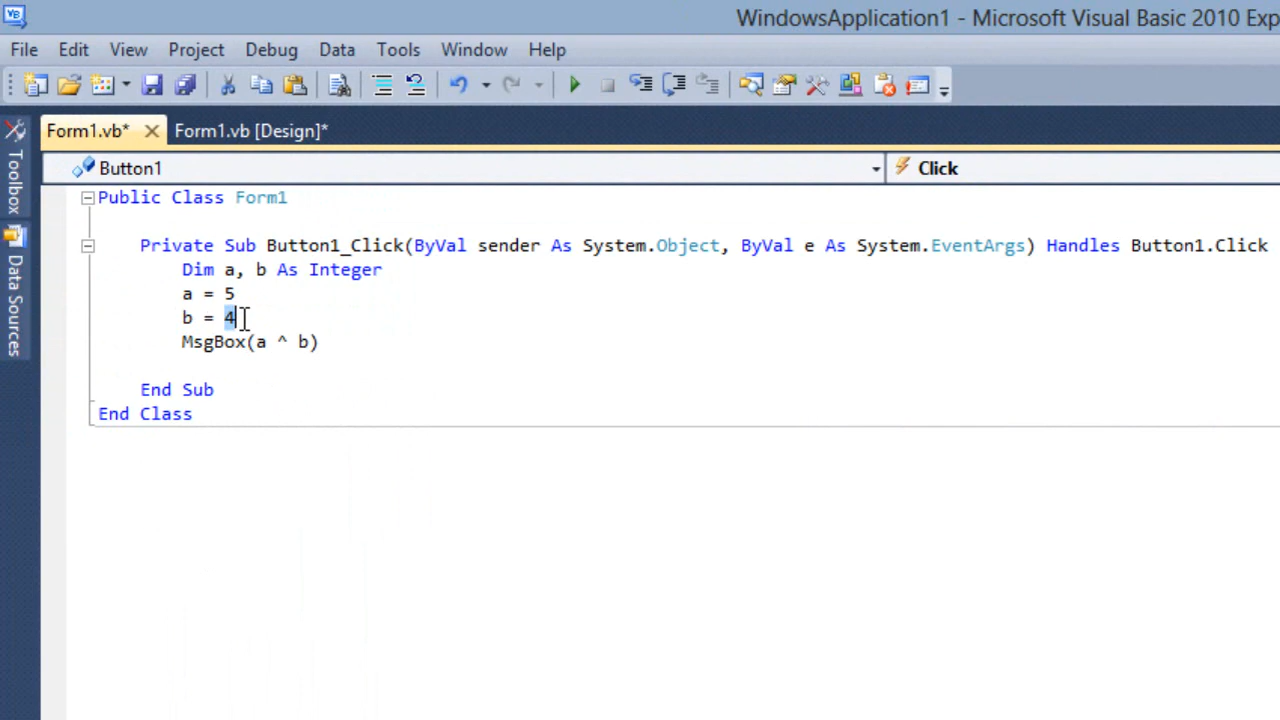 WindowsApplication1 - Microsoft Visual Basic 2010 Exp
File Edit View Project Debug Data Tools Window Help
Form1.vb* Form1.vb [Design]*
Toolbox
Data Sources
Button1 Click
Public Class Form1
Private Sub Button1_Click(ByVal sender As System.Object, ByVal e As System.EventArgs) Handles Button1.Click
Dim a, b As Integer
a = 5
b = 4
MsgBox(a ^ b)
End Sub
End Class